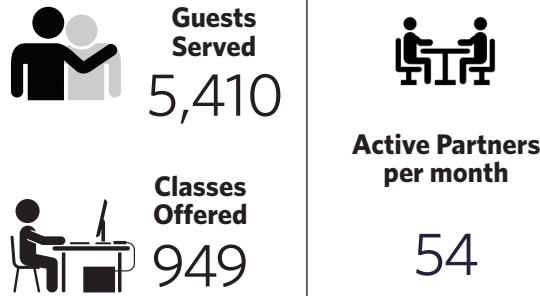 Guests
Served
5,410
Classes
Offered
949
Active Partners
per month
54